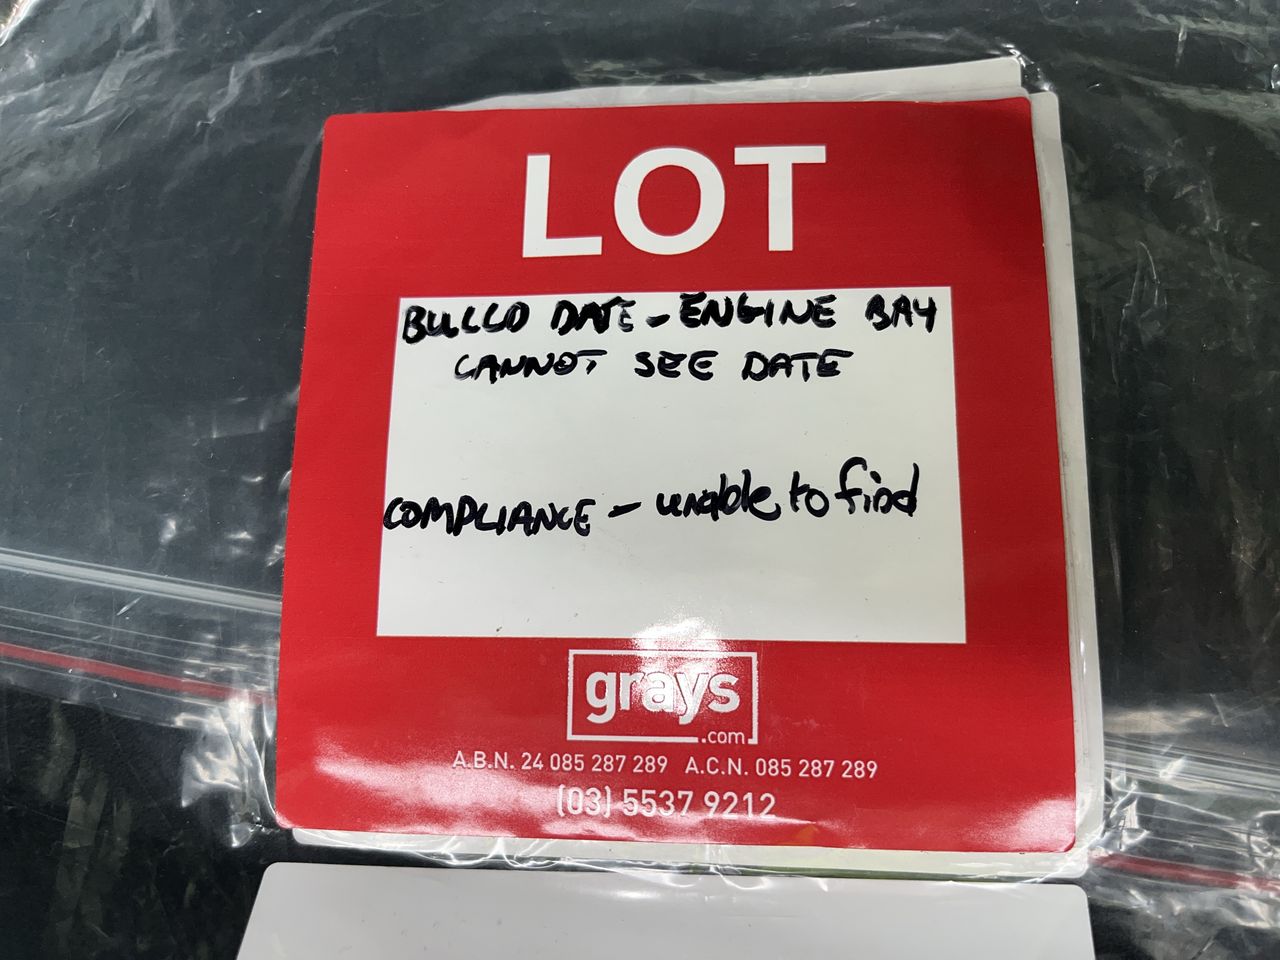 LOT
BUILD DATE - ENGINE BAY
CANNOT SEE DATE
COMPLIANCE - unable to find
grays
.com
A.B.N. 24 085 287 289 A.C.N. 085 287 289
(03) 5537 9212